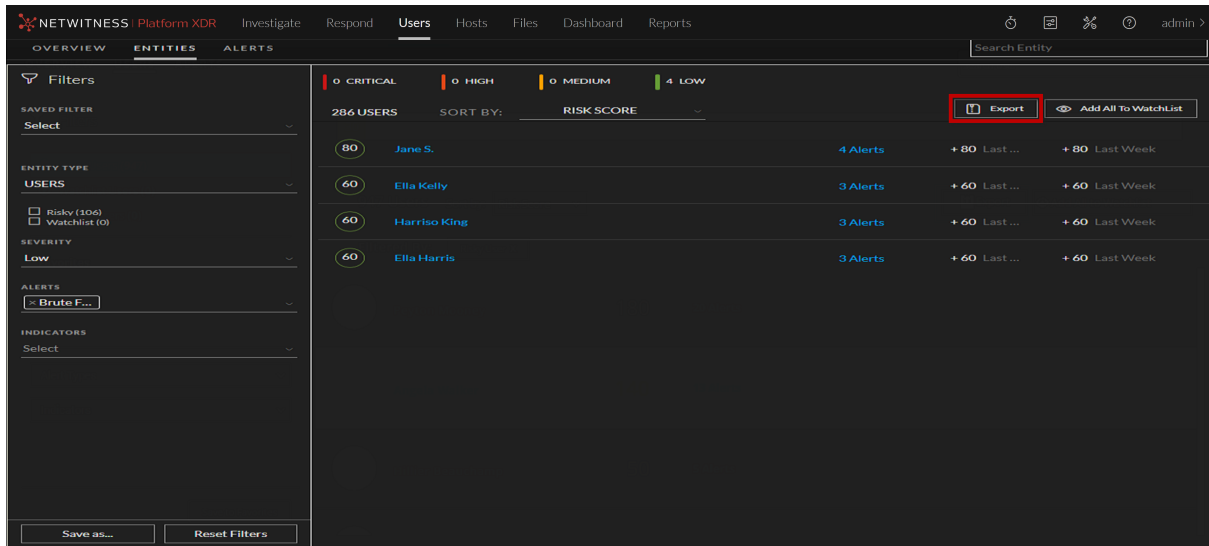 NETWITNESS | Platform XDR Investigate Respond Users Hosts Files Dashboard Reports admin >
OVERVIEW ENTITIES ALERTS Search Entity
Filters
SAVED FILTER
Select
ENTITY TYPE
USERS
Risky (106)
Watchlist (0)
SEVERITY
Low
ALERTS
× Brute F...
INDICATORS
Select
Save as... Reset Filters
0 CRITICAL 0 HIGH 0 MEDIUM 4 LOW
286 USERS SORT BY: RISK SCORE Export Add All To WatchList
80 Jane S. 4 Alerts + 80 Last ... + 80 Last Week
60 Ella Kelly 3 Alerts + 60 Last ... + 60 Last Week
60 Harriso King 3 Alerts + 60 Last ... + 60 Last Week
60 Ella Harris 3 Alerts + 60 Last ... + 60 Last Week